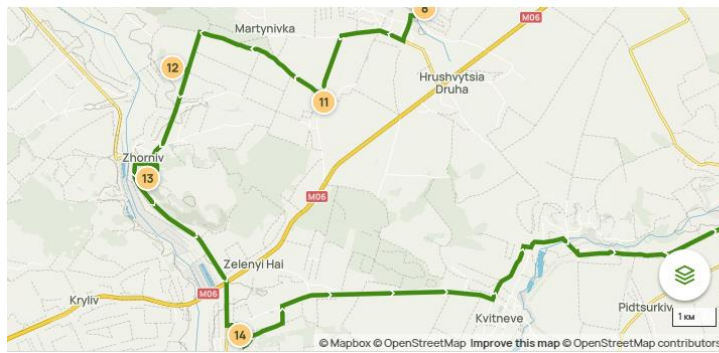 8
M06
Martynivka
12
Hrushvytsia
Druha
11
Zhorniv
13
M06
Zelenyi Hai
M06
Kryliv
Kvitneve
Pidtsurkiv
1 км
14
© Mapbox © OpenStreetMap Improve this map © OpenStreetMap contributors